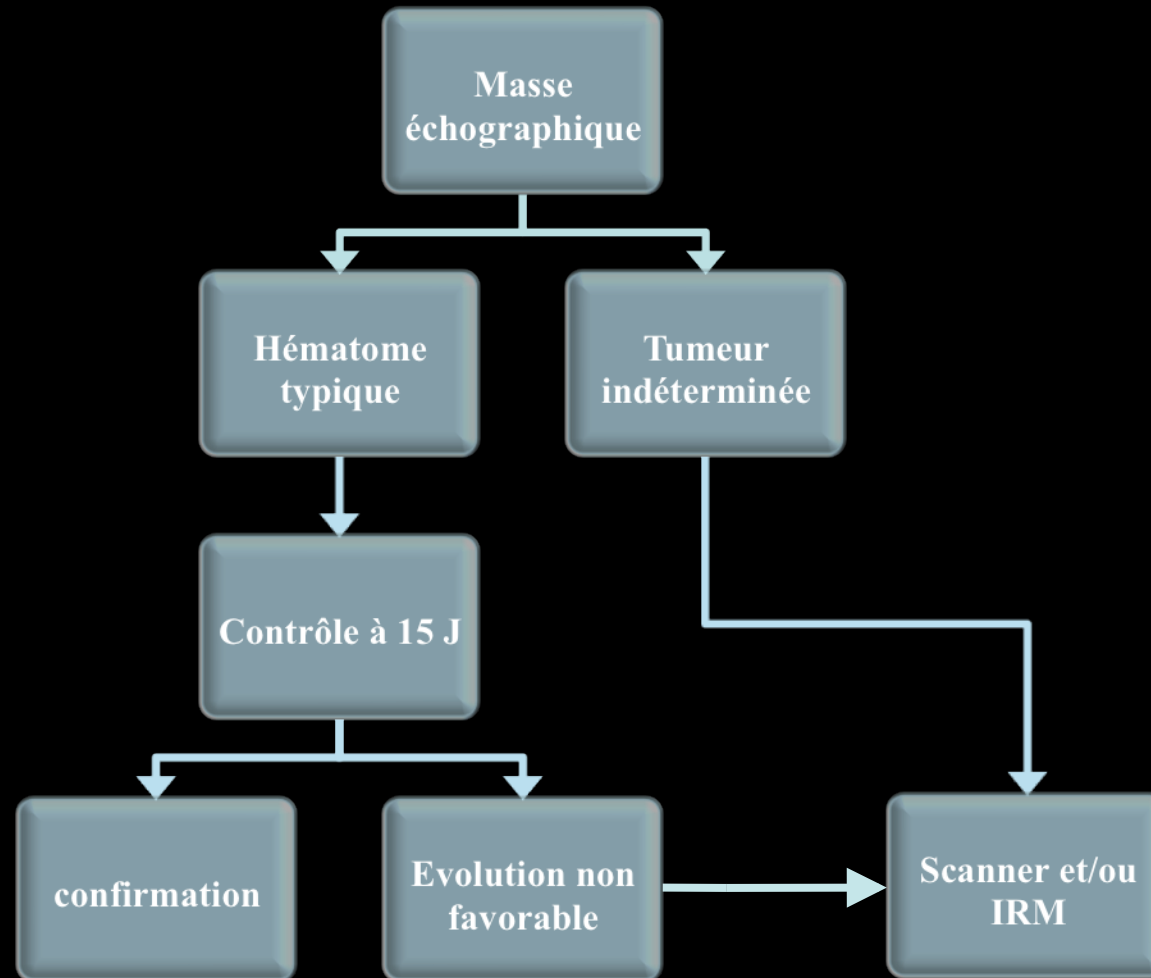 Masse
échographique
Hématome
typique
Tumeur
indéterminée
Contrôle à 15 J
confirmation
Evolution non
favorable
Scanner et/ou
IRM